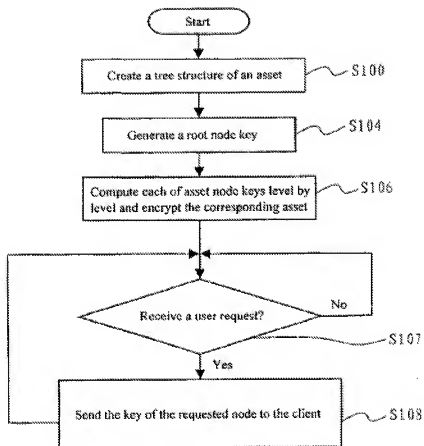 Start
Create a tree structure of an asset
S100
Generate a root node key
S104
Compute each of asset node keys level by
level and encrypt the corresponding asset
S106
Receive a user request?
No
S107
Yes
Send the key of the requested node to the client
S108